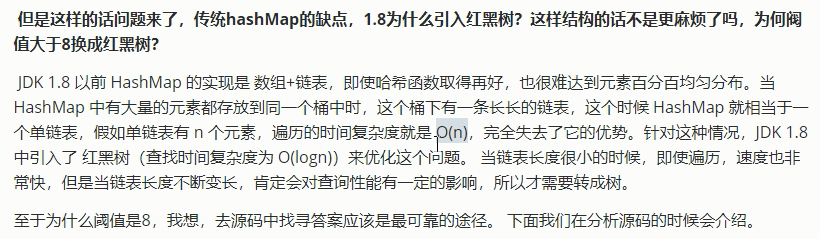 但是这样的话问题来了，传统hashMap的缺点，1.8为什么引入红黑树？这样结构的话不是更麻烦了吗，为何阀
值大于8换成红黑树？
JDK 1.8 以前 HashMap 的实现是 数组+链表，即使哈希函数取得再好，也很难达到元素百分百均匀分布。当
HashMap 中有大量的元素都存放到同一个桶中时，这个桶下有一条长长的链表，这个时候 HashMap 就相当于一
个单链表，假如单链表有 n 个元素，遍历的时间复杂度就是 O(n)，完全失去了它的优势。针对这种情况，JDK 1.8
中引入了 红黑树（查找时间复杂度为 O(logn)）来优化这个问题。 当链表长度很小的时候，即使遍历，速度也非
常快，但是当链表长度不断变长，肯定会对查询性能有一定的影响，所以才需要转成树。
至于为什么阈值是8，我想，去源码中找寻答案应该是最可靠的途径。 下面我们在分析源码的时候会介绍。